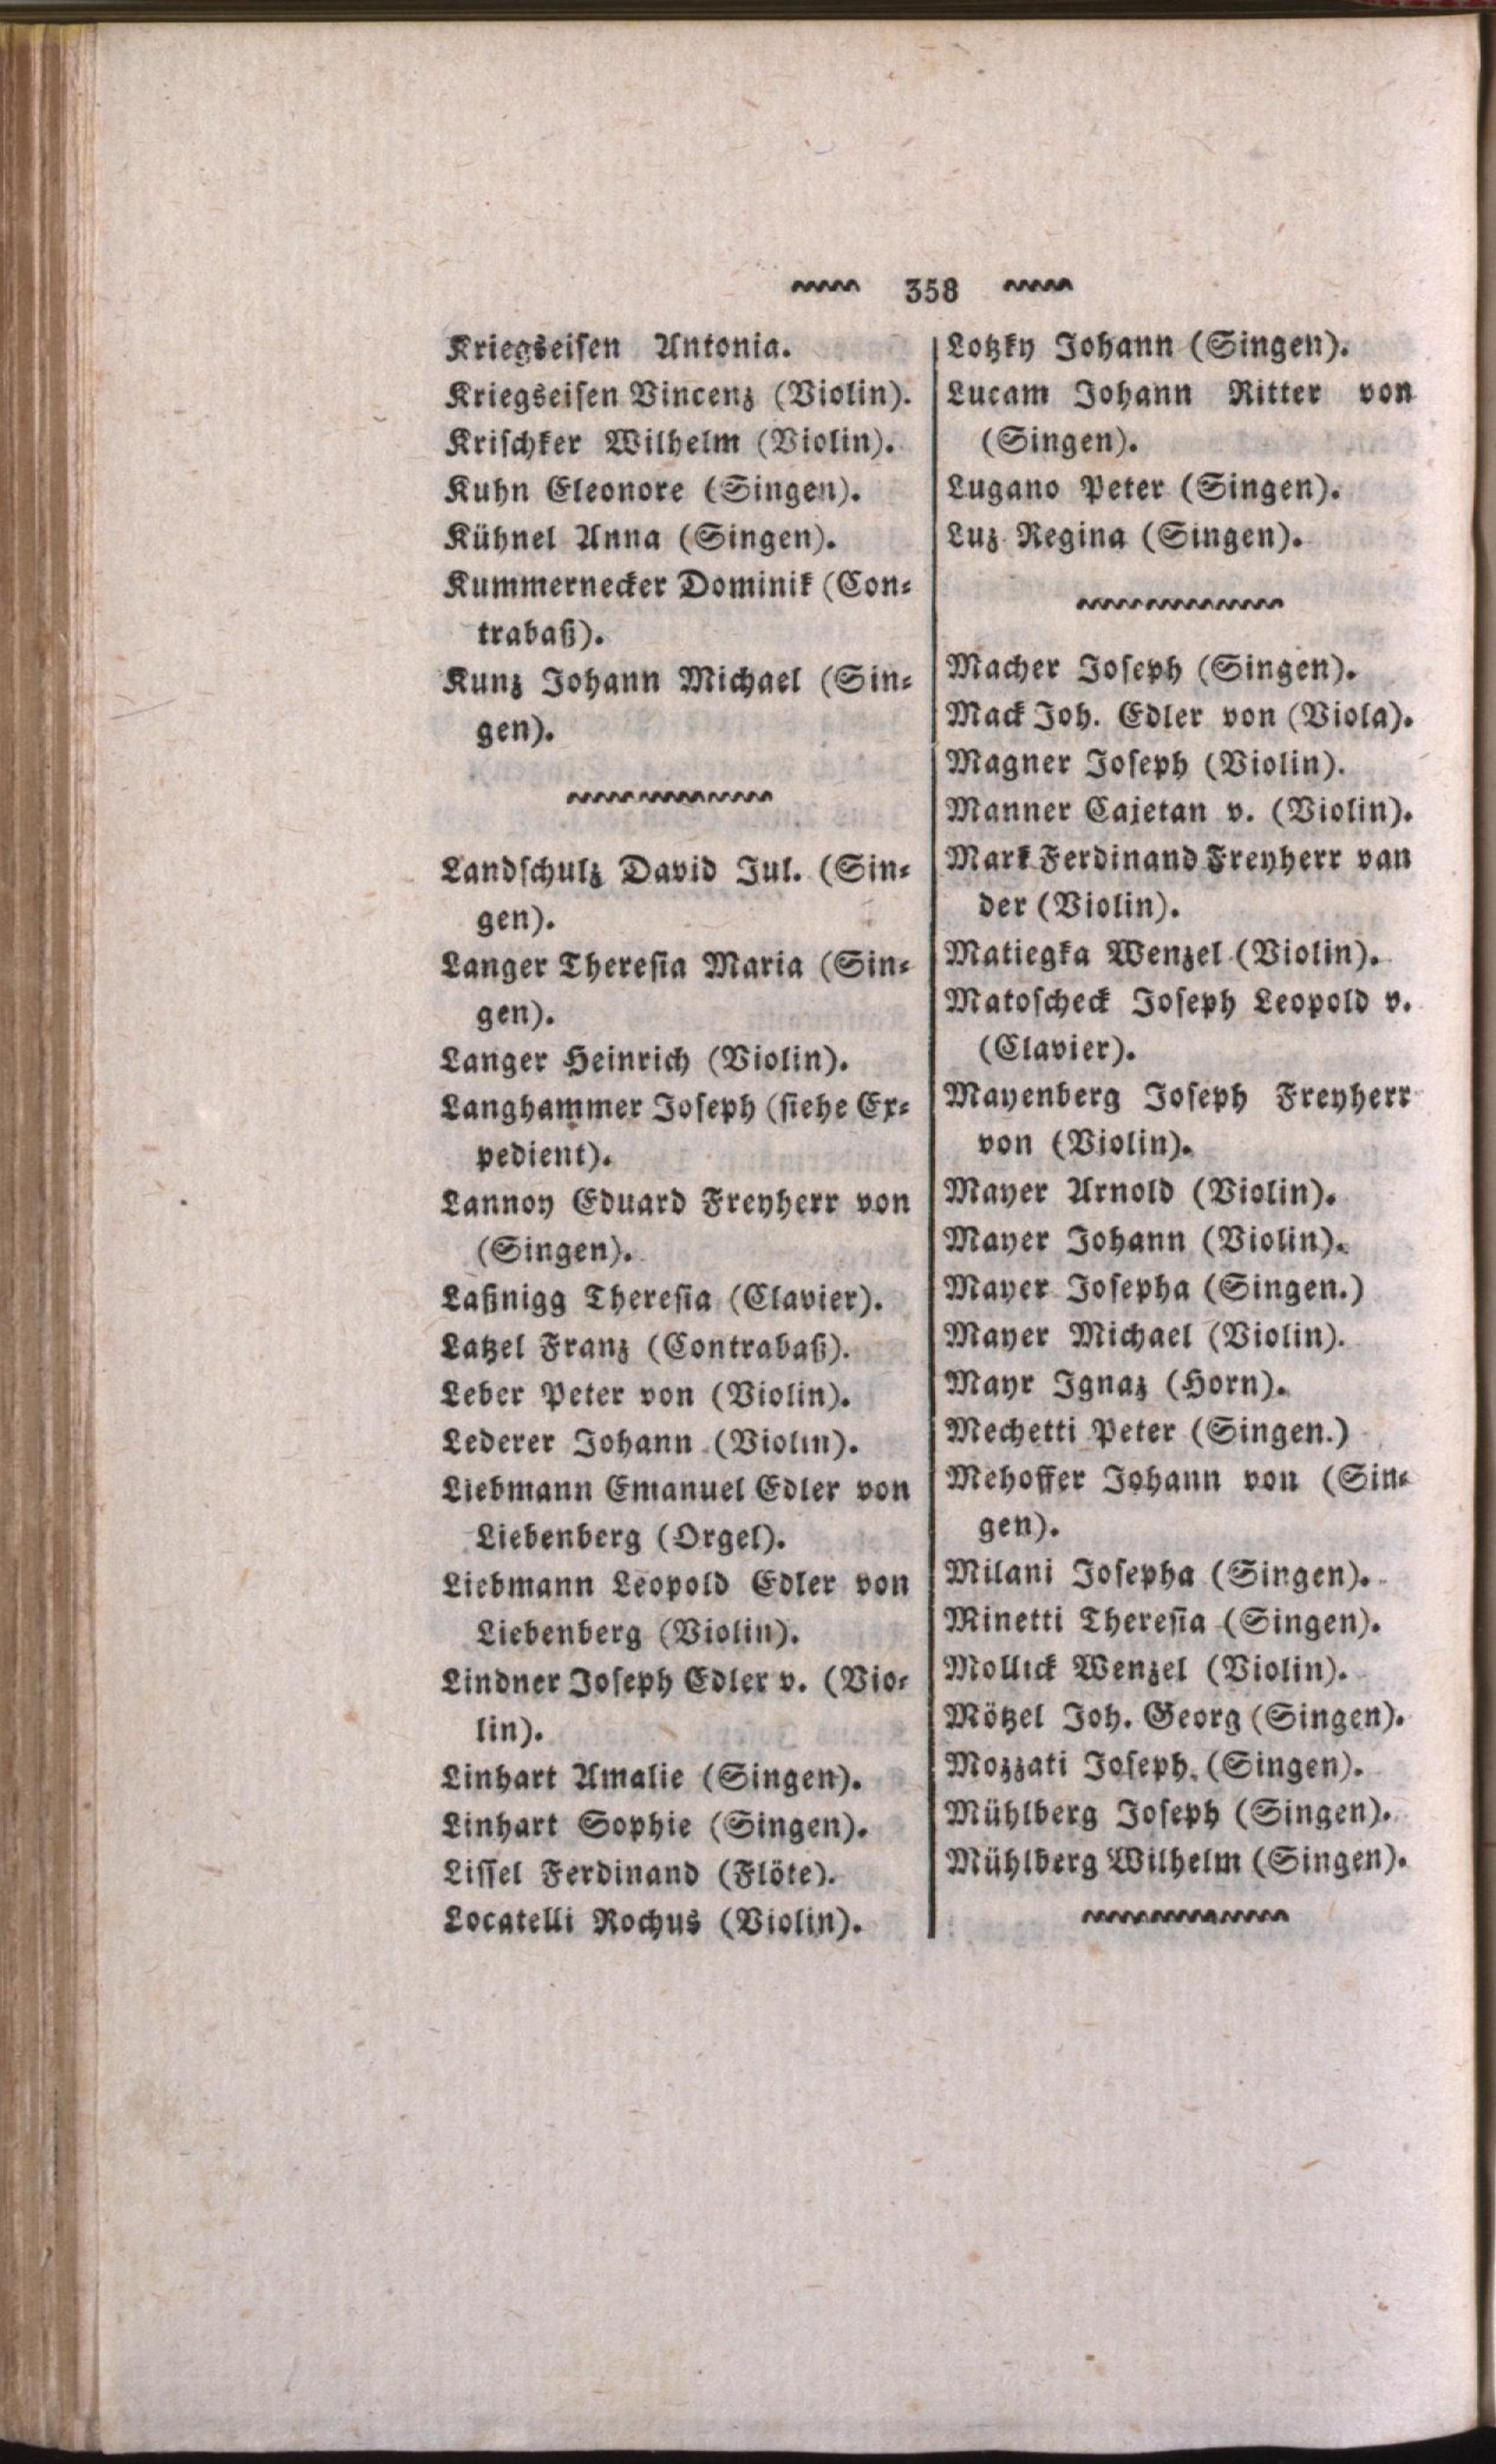 358
Kriegseisen Antonia.
Kriegseisen Vincenz (Violin).
Krischker Wilhelm (Violin).
Kuhn Eleonore (Singen).
Kühnel Anna (Singen).
Kummernecker Dominik (Con-
trabaß).
Kunz Johann Michael (Sin-
gen).
Landschulz David Jul. (Sin-
gen).
Langer Theresia Maria (Sin-
gen).
Langer Heinrich (Violin).
Langhammer Joseph (siehe Ex-
pedient).
Lannoy Eduard Freyherr von
(Singen).
Laßnigg Theresia (Clavier).
Latzel Franz (Contrabaß).
Leber Peter von (Violin).
Lederer Johann (Violin).
Liebmann Emanuel Edler von
Liebenberg (Orgel).
Liebmann Leopold Edler von
Liebenberg (Violin).
Lindner Joseph Edler v. (Vio-
lin).
Linhart Amalie (Singen).
Linhart Sophie (Singen).
Lissel Ferdinand (Flöte).
Locatelli Rochus (Violin).
Lotzky Johann (Singen).
Lucam Johann Ritter von
(Singen).
Lugano Peter (Singen).
Luz Regina (Singen).
Macher Joseph (Singen).
Mack Joh. Edler von (Viola).
Magner Joseph (Violin).
Manner Cajetan v. (Violin).
Mark Ferdinand Freyherr van
der (Violin).
Matiegka Wenzel (Violin).
Matoscheck Joseph Leopold v.
(Clavier).
Mayenberg Joseph Freyherr
von (Violin).
Mayer Arnold (Violin).
Mayer Johann (Violin).
Mayer Josepha (Singen.)
Mayer Michael (Violin).
Mayr Ignaz (Horn).
Mechetti Peter (Singen.)
Mehoffer Johann von (Sin-
gen).
Milani Josepha (Singen).
Minetti Theresia (Singen).
Mollick Wenzel (Violin).
Mötzel Joh. Georg (Singen).
Mozzati Joseph. (Singen).
Mühlberg Joseph (Singen).
Mühlberg Wilhelm (Singen).